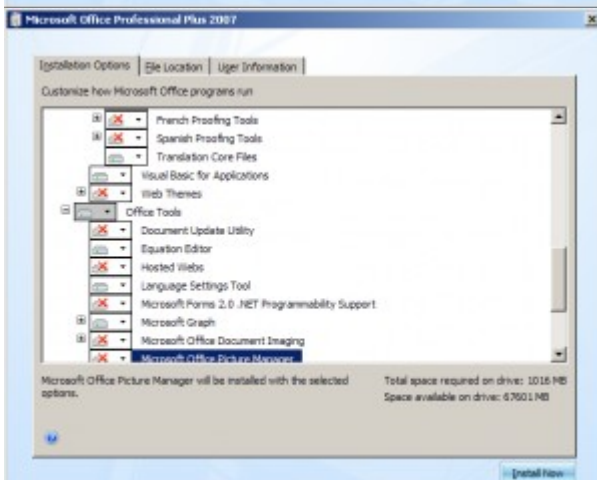 Microsoft Office Professional Plus 2007
Installation Options File Location User Information
Customize how Microsoft Office programs run
French Proofing Tools
Spanish Proofing Tools
Translation Core Files
Visual Basic for Applications
Web Themes
Office Tools
Document Update Utility
Equation Editor
Hosted Webs
Language Settings Tool
Microsoft Forms 2.0 .NET Programmability Support
Microsoft Graph
Microsoft Office Document Imaging
Microsoft Office Picture Manager
Microsoft Office Picture Manager will be installed with the selected
options.
Total space required on drive: 1016 MB
Space available on drive: 67601 MB
Install Now